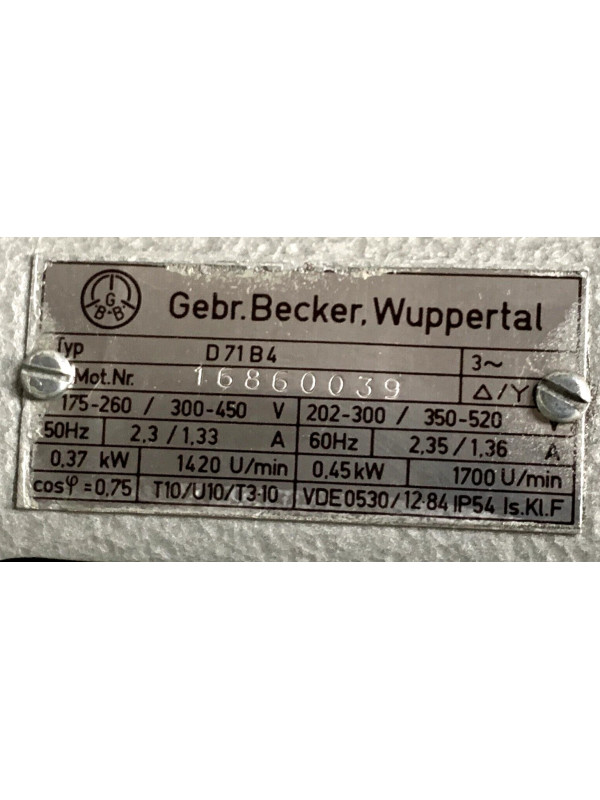 G
B-B
Gebr. Becker, Wuppertal
Typ D 71 B 4 3~
Mot.Nr. 16860039 Δ/Y
175-260 / 300-450 V 202-300 / 350-520 V
50Hz 2,3 / 1,33 A 60Hz 2,35 / 1,36 A
0,37 kW 1420 U/min 0,45 kW 1700 U/min
cosφ = 0,75 T10/U10/T3-10 VDE 0530/12-84 IP54 Is.Kl.F